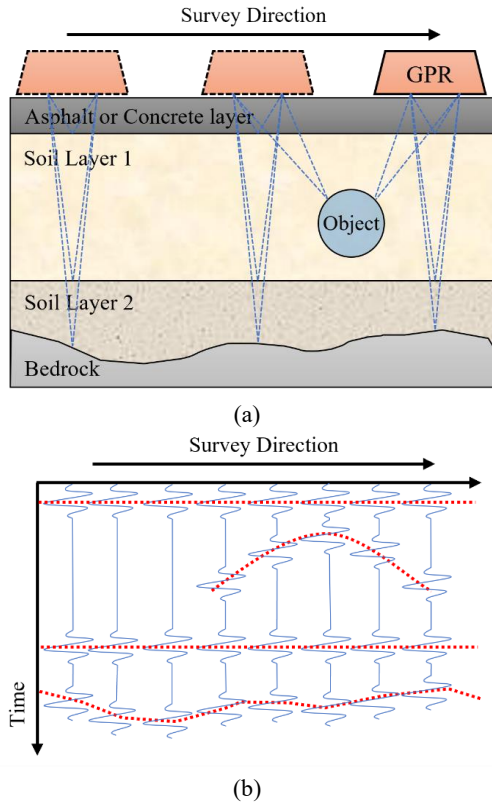 Survey Direction
GPR
Asphalt or Concrete layer
Soil Layer 1
Object
Soil Layer 2
Bedrock
(a)
Survey Direction
Time
(b)